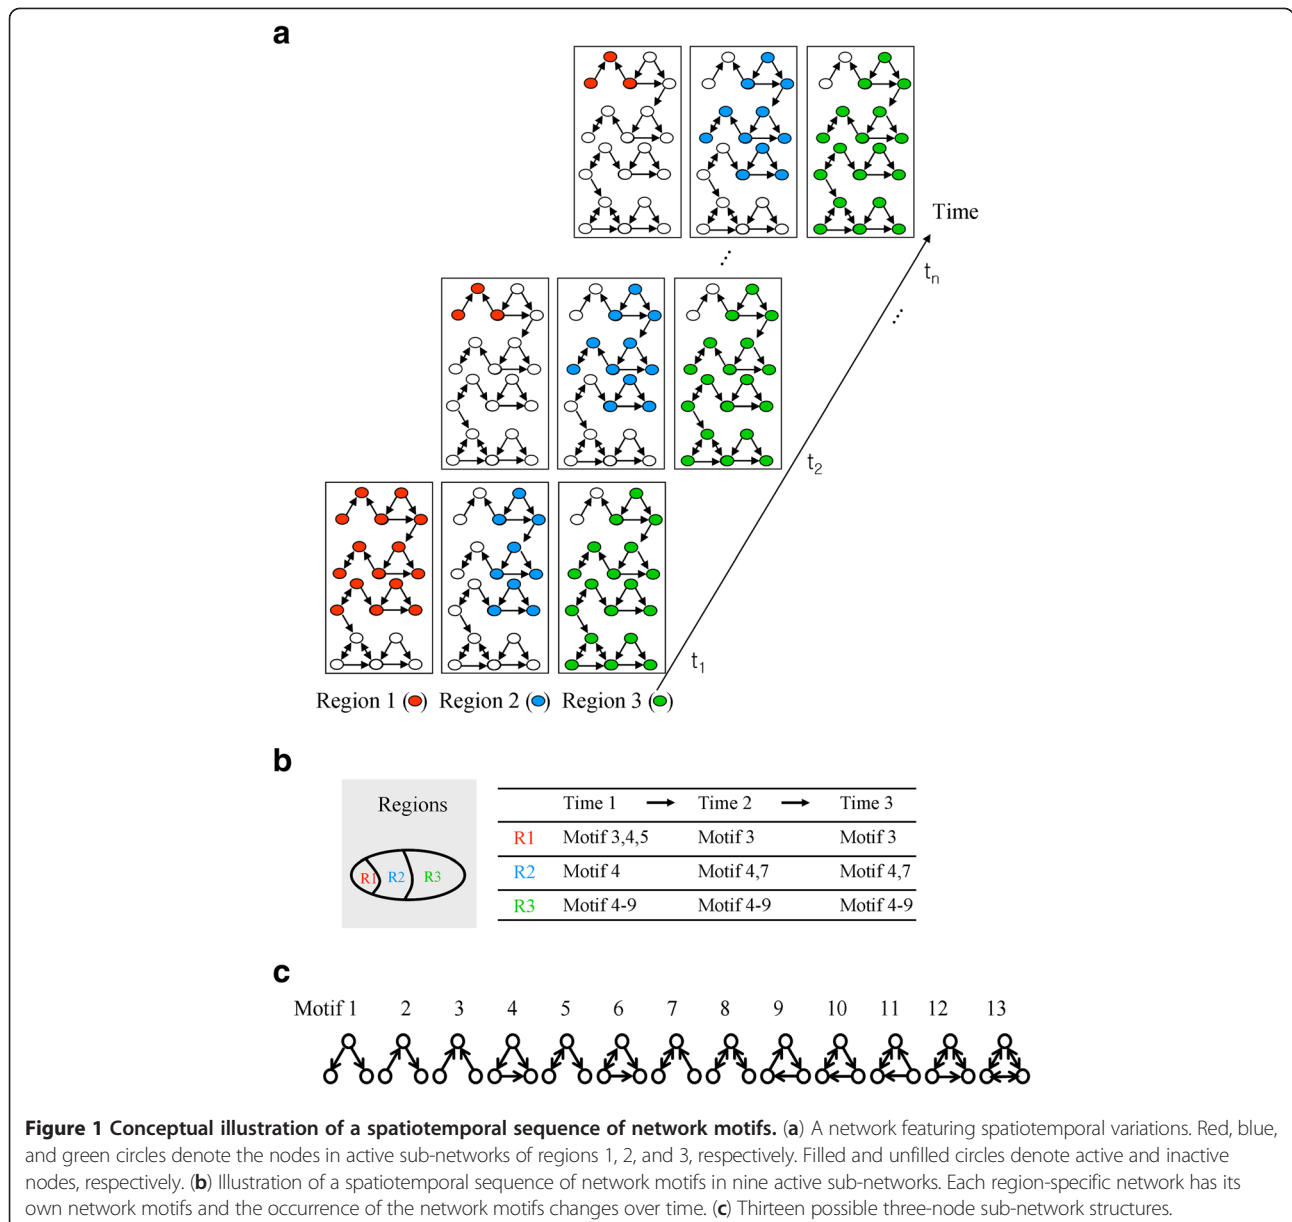 a
Time
tn
⋮
⋮
t2
t1
Region 1 ( ) Region 2 ( ) Region 3 ( )
b
Regions
R1 R2 R3
Time 1 → Time 2 → Time 3
R1 Motif 3,4,5 Motif 3 Motif 3
R2 Motif 4 Motif 4,7 Motif 4,7
R3 Motif 4-9 Motif 4-9 Motif 4-9
c
Motif 1 2 3 4 5 6 7 8 9 10 11 12 13
Figure 1 Conceptual illustration of a spatiotemporal sequence of network motifs. (a) A network featuring spatiotemporal variations. Red, blue,
and green circles denote the nodes in active sub-networks of regions 1, 2, and 3, respectively. Filled and unfilled circles denote active and inactive
nodes, respectively. (b) Illustration of a spatiotemporal sequence of network motifs in nine active sub-networks. Each region-specific network has its
own network motifs and the occurrence of the network motifs changes over time. (c) Thirteen possible three-node sub-network structures.